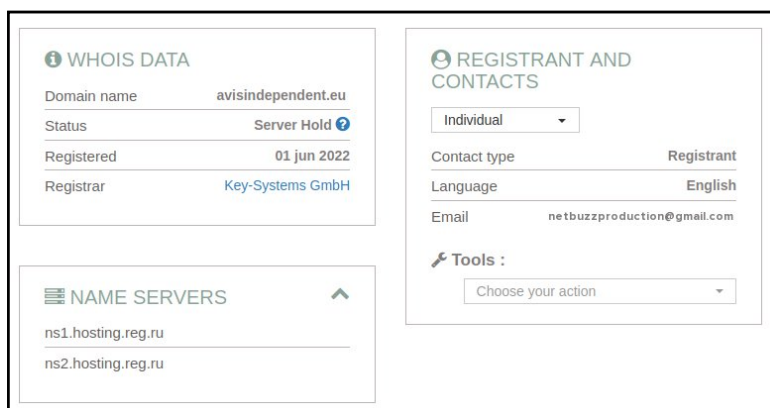 WHOIS DATA
Domain name avisindependent.eu
Status Server Hold
Registered 01 jun 2022
Registrar Key-Systems GmbH
NAME SERVERS
ns1.hosting.reg.ru
ns2.hosting.reg.ru
REGISTRANT AND
CONTACTS
Individual
Contact type Registrant
Language English
Email netbuzzproduction@gmail.com
Tools :
Choose your action